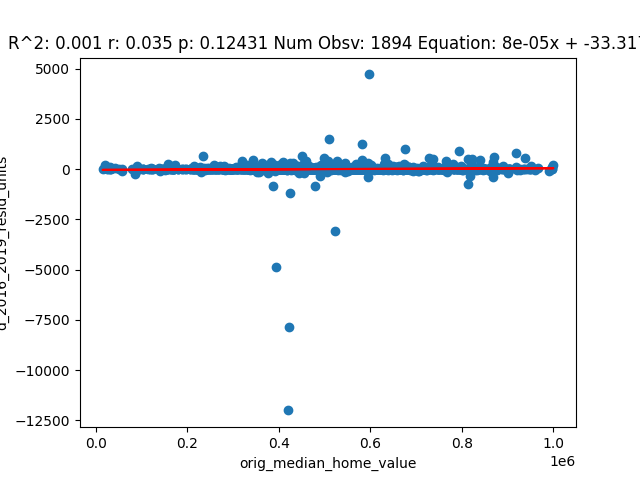 R^2: 0.001 r: 0.035 p: 0.12431 Num Obsv: 1894 Equation: 8e-05x + -33.317
5000
2500
0
−2500
−5000
−7500
−10000
−12500
d_2016_2019_resid_units
0.0 0.2 0.4 0.6 0.8 1.0
1e6
orig_median_home_value